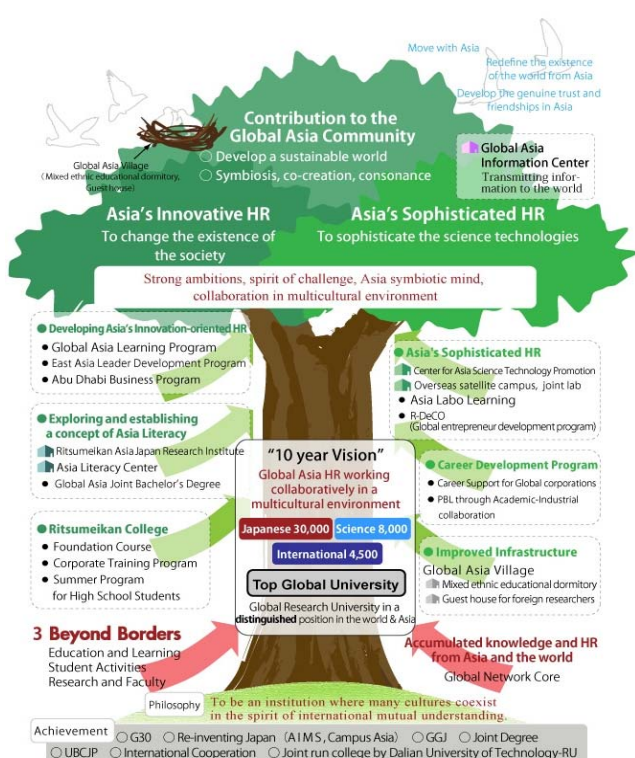 Move with Asia
Redefine the existence
of the world from Asia
Develop the genuine trust and
friendships in Asia
Contribution to the
Global Asia Community
○ Develop a sustainable world
○ Symbiosis, co-creation, consonance
Global Asia Village
(Mixed ethnic educational dormitory,
Guest house)
Global Asia
Information Center
Transmitting infor-
mation to the world
Asia's Innovative HR
To change the existence of
the society
Asia's Sophisticated HR
To sophisticate the science technologies
Strong ambitions, spirit of challenge, Asia symbiotic mind,
collaboration in multicultural environment
● Developing Asia's Innovation-oriented HR
● Global Asia Learning Program
● East Asia Leader Development Program
● Abu Dhabi Business Program
● Exploring and establishing
a concept of Asia Literacy
Ritsumeikan Asia Japan Research Institute
Asia Literacy Center
● Global Asia Joint Bachelor's Degree
● Ritsumeikan College
● Foundation Course
● Corporate Training Program
● Summer Program
for High School Students
● Asia's Sophisticated HR
Center for Asia Science Technology Promotion
Overseas satellite campus, joint lab
● Asia Labo Learning
● R-DeCO
(Global entrepreneur development program)
● Career Development Program
● Career Support for Global corporations
● PBL through Academic-Industrial
collaboration
● Improved Infrastructure
Global Asia Village
Mixed ethnic educational dormitory
Guest house for foreign researchers
"10 year Vision"
Global Asia HR working
collaboratively in a
multicultural environment
Japanese 30,000
Science 8,000
International 4,500
Top Global University
Global Research University in a
distinguished position in the world & Asia
3 Beyond Borders
Education and Learning
Student Activities
Research and Faculty
Accumulated knowledge and HR
from Asia and the world
Global Network Core
Philosophy
To be an institution where many cultures coexist
in the spirit of international mutual understanding.
Achievement
○ G30 ○ Re-inventing Japan (AIMS, Campus Asia) ○ GGJ ○ Joint Degree
○ UBCJP ○ International Cooperation ○ Joint run college by Dalian University of Technology-RU